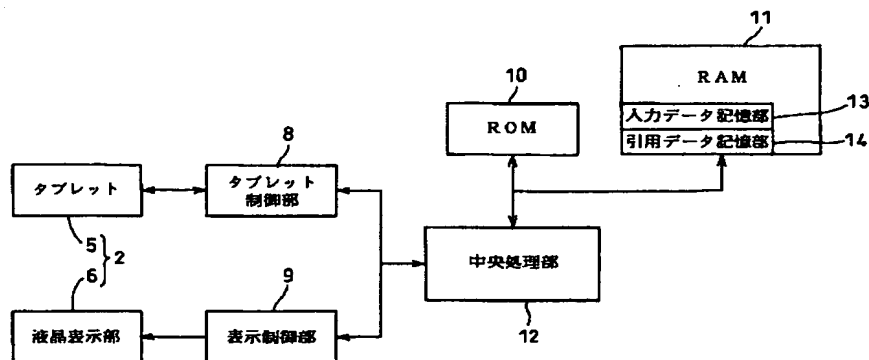 11
RAM
10
13
入力データ記憶部
ROM
引用データ記憶部
14
8
タブレット
タブレット
制御部
5
2
中央処理部
6
9
12
液晶表示部
表示制御部